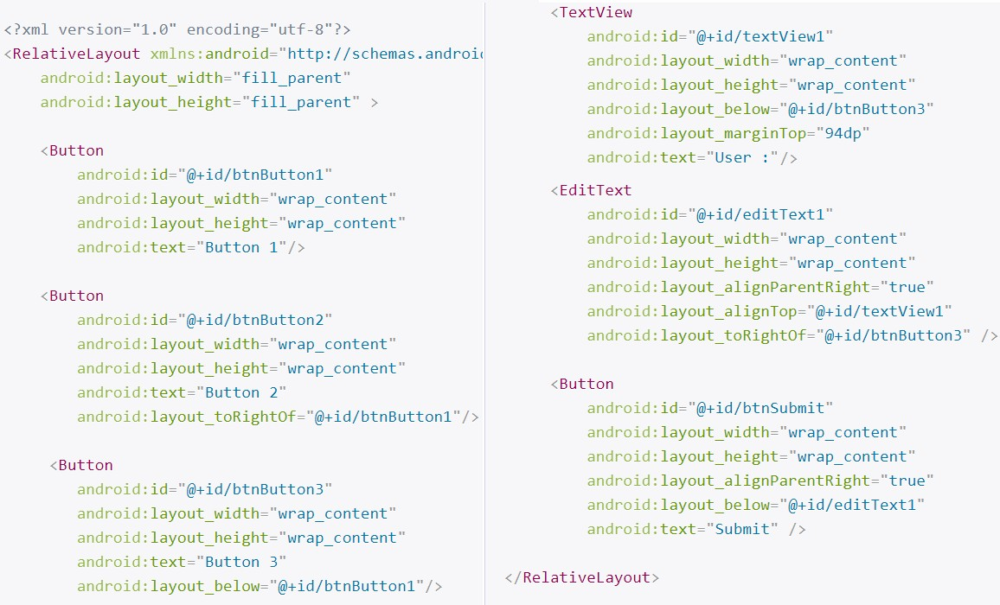 <?xml version="1.0" encoding="utf-8"?>
<RelativeLayout xmlns:android="http://schemas.androi
    android:layout_width="fill_parent"
    android:layout_height="fill_parent" >

    <Button
        android:id="@+id/btnButton1"
        android:layout_width="wrap_content"
        android:layout_height="wrap_content"
        android:text="Button 1"/>

    <Button
        android:id="@+id/btnButton2"
        android:layout_width="wrap_content"
        android:layout_height="wrap_content"
        android:text="Button 2"
        android:layout_toRightOf="@+id/btnButton1"/>

     <Button
        android:id="@+id/btnButton3"
        android:layout_width="wrap_content"
        android:layout_height="wrap_content"
        android:text="Button 3"
        android:layout_below="@+id/btnButton1"/>

    <TextView
        android:id="@+id/textView1"
        android:layout_width="wrap_content"
        android:layout_height="wrap_content"
        android:layout_below="@+id/btnButton3"
        android:layout_marginTop="94dp"
        android:text="User :"/>
    <EditText
        android:id="@+id/editText1"
        android:layout_width="wrap_content"
        android:layout_height="wrap_content"
        android:layout_alignParentRight="true"
        android:layout_alignTop="@+id/textView1"
        android:layout_toRightOf="@+id/btnButton3" />

    <Button
        android:id="@+id/btnSubmit"
        android:layout_width="wrap_content"
        android:layout_height="wrap_content"
        android:layout_alignParentRight="true"
        android:layout_below="@+id/editText1"
        android:text="Submit" />

</RelativeLayout>